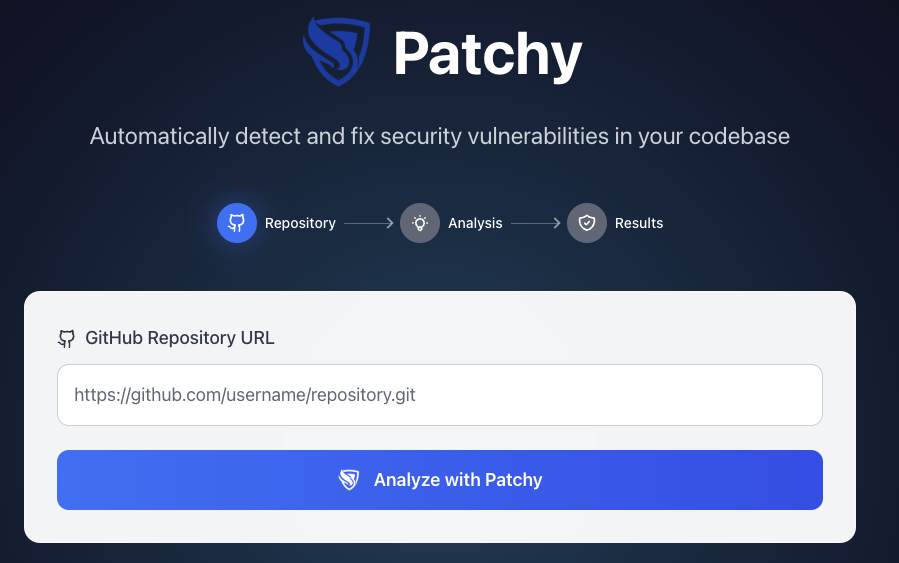 Patchy
Automatically detect and fix security vulnerabilities in your codebase
Repository Analysis Results
GitHub Repository URL
https://github.com/username/repository.git
Analyze with Patchy